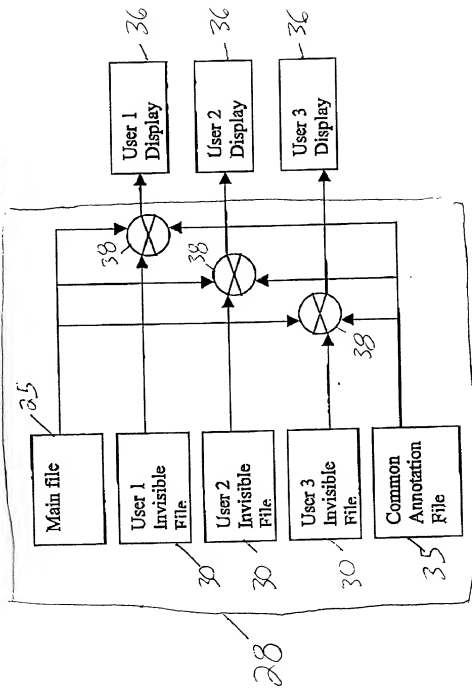 25
Main file
User 1
Invisible
File
30
User 2
Invisible
File
30
User 3
Invisible
File
30
Common
Annotation
File
35
38
38
38
User 1
Display
36
User 2
Display
36
User 3
Display
36
28